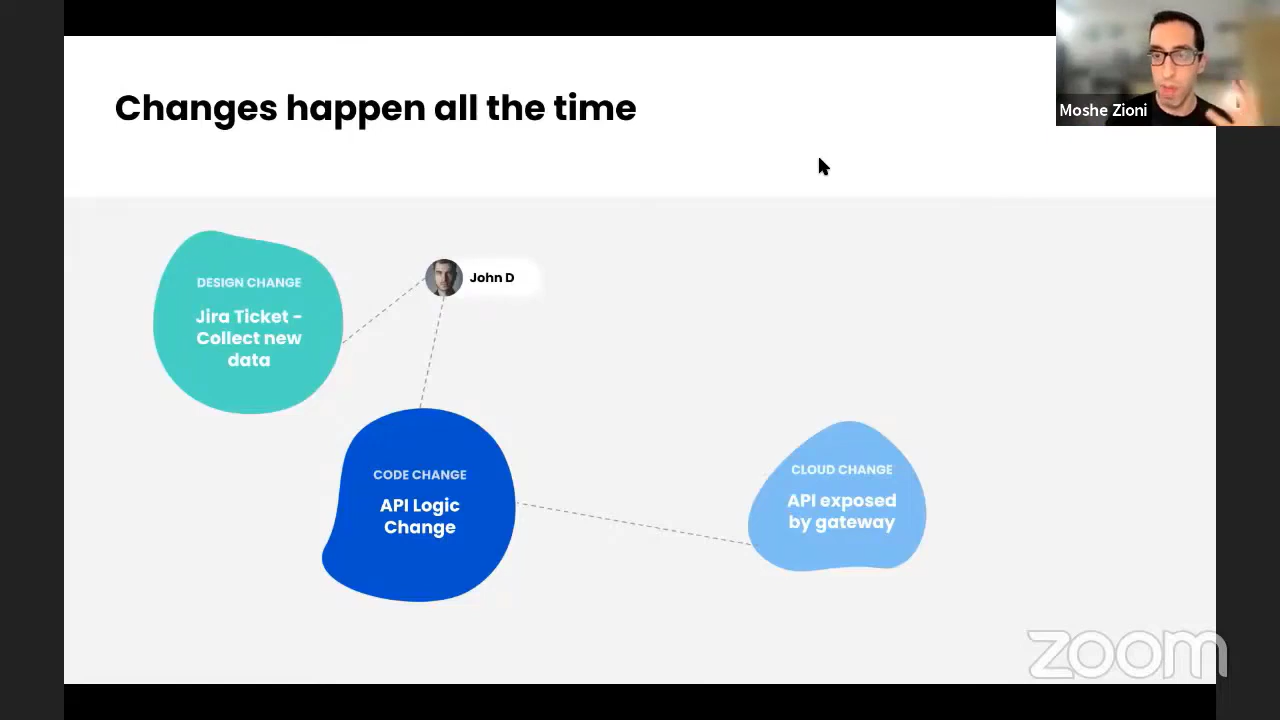 Changes happen all the time
Moshe Zioni
DESIGN CHANGE
Jira Ticket -
Collect new
data
John D
CODE CHANGE
API Logic
Change
CLOUD CHANGE
API exposed
by gateway
zoom